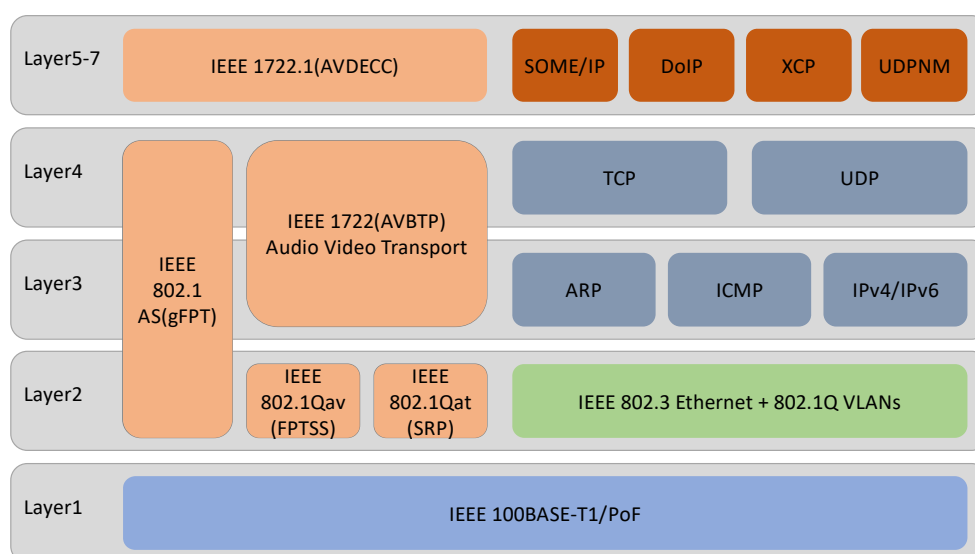 Layer5-7
IEEE 1722.1(AVDECC)
SOME/IP
DoIP
XCP
UDPNM
Layer4
TCP
UDP
IEEE 1722(AVBTP)
Audio Video Transport
Layer3
IEEE
802.1
AS(gFPT)
ARP
ICMP
IPv4/IPv6
Layer2
IEEE
802.1Qav
(FPTSS)
IEEE
802.1Qat
(SRP)
IEEE 802.3 Ethernet + 802.1Q VLANs
Layer1
IEEE 100BASE-T1/PoF